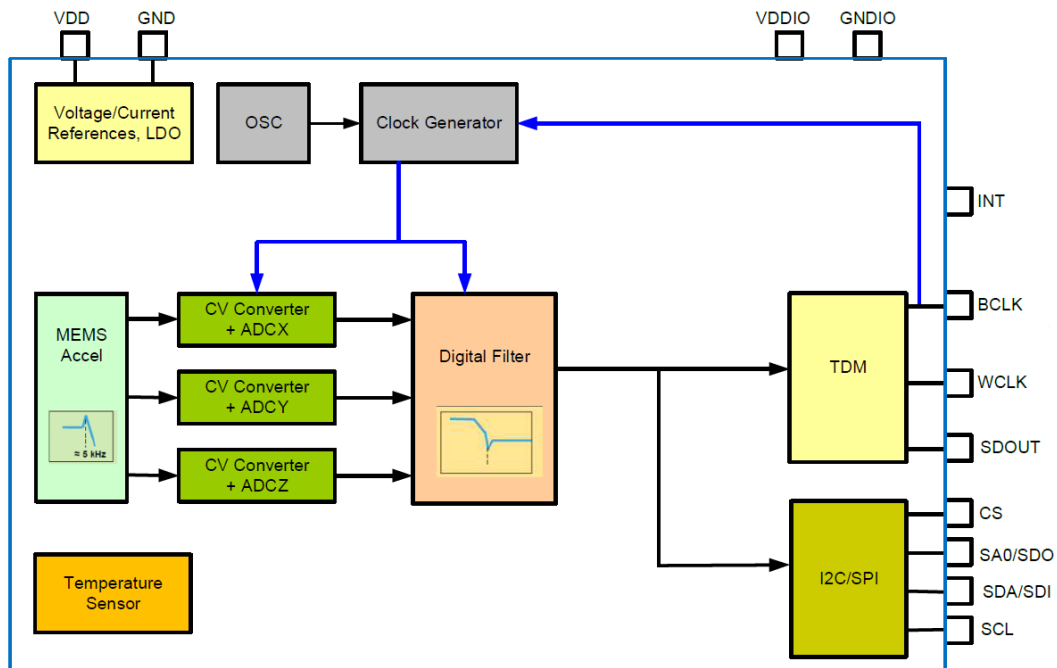 VDD
GND
VDDIO
GNDIO
Voltage/Current
References, LDO
OSC
Clock Generator
INT
MEMS
Accel
≈ 5 kHz
CV Converter
+ ADCX
CV Converter
+ ADCY
CV Converter
+ ADCZ
Digital Filter
TDM
BCLK
WCLK
SDOUT
I2C/SPI
CS
SA0/SDO
SDA/SDI
SCL
Temperature
Sensor